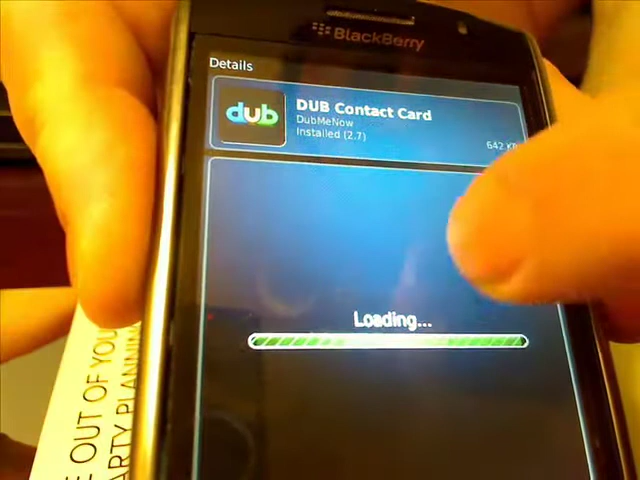 BlackBerry
Details
dub
DUB Contact Card
DubMeNow
Installed (2.7)
642 KB
Loading...
E OUT OF YOU
ARTY PLANNIN